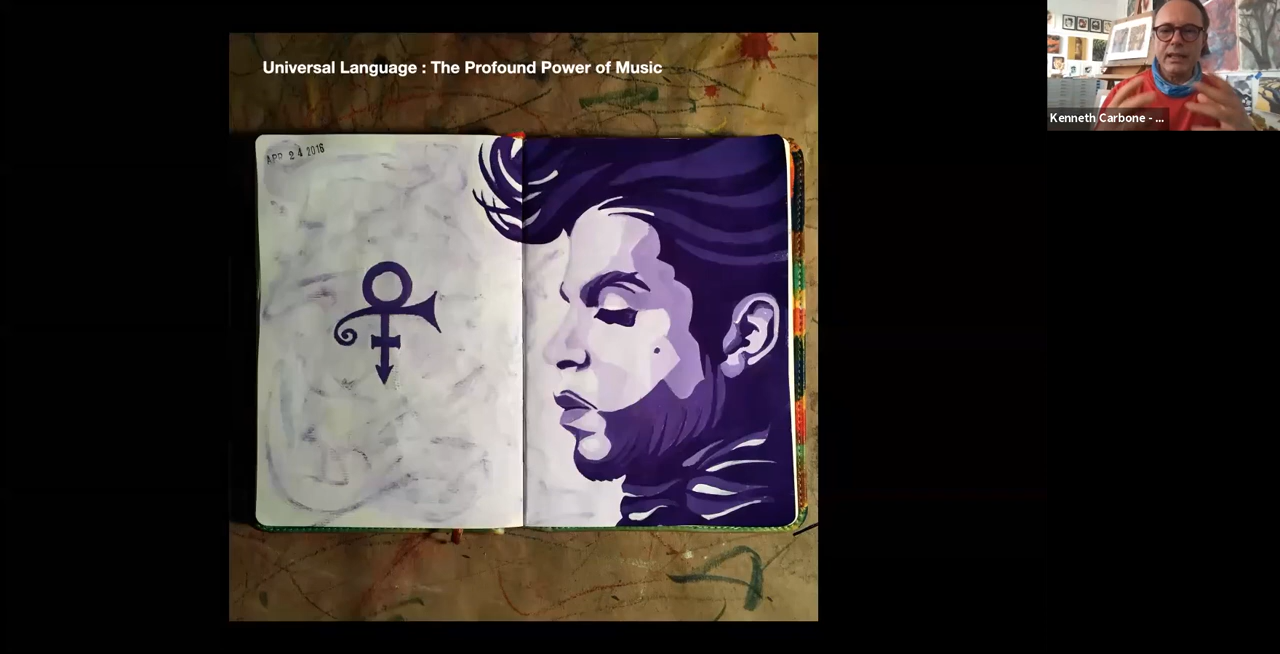 Universal Language : The Profound Power of Music
APR 24 2016
Kenneth Carbone - ...